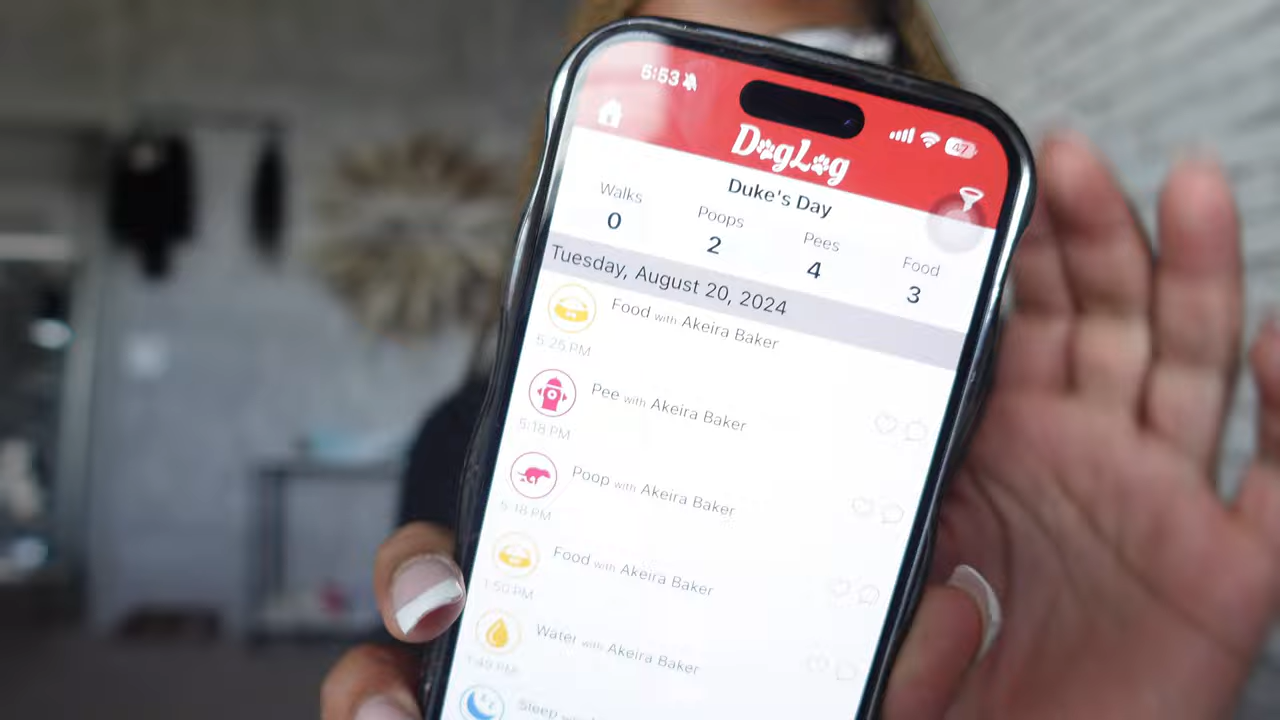 5:53
47
DogLog
Duke's Day
Walks Poops Pees Food
0 2 4 3
Tuesday, August 20, 2024
Food with Akeira Baker
5:25 PM
Pee with Akeira Baker
5:18 PM
Poop with Akeira Baker
5:18 PM
Food with Akeira Baker
1:50 PM
Water with Akeira Baker
1:49 PM
Sleep